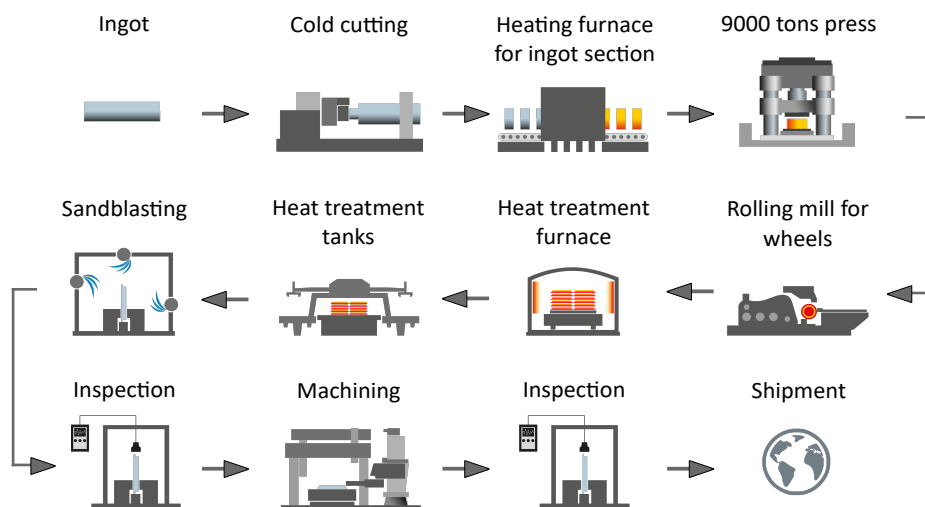 Ingot
Cold cutting
Heating furnace
for ingot section
9000 tons press
Sandblasting
Heat treatment
tanks
Heat treatment
furnace
Rolling mill for
wheels
Inspection
Machining
Inspection
Shipment